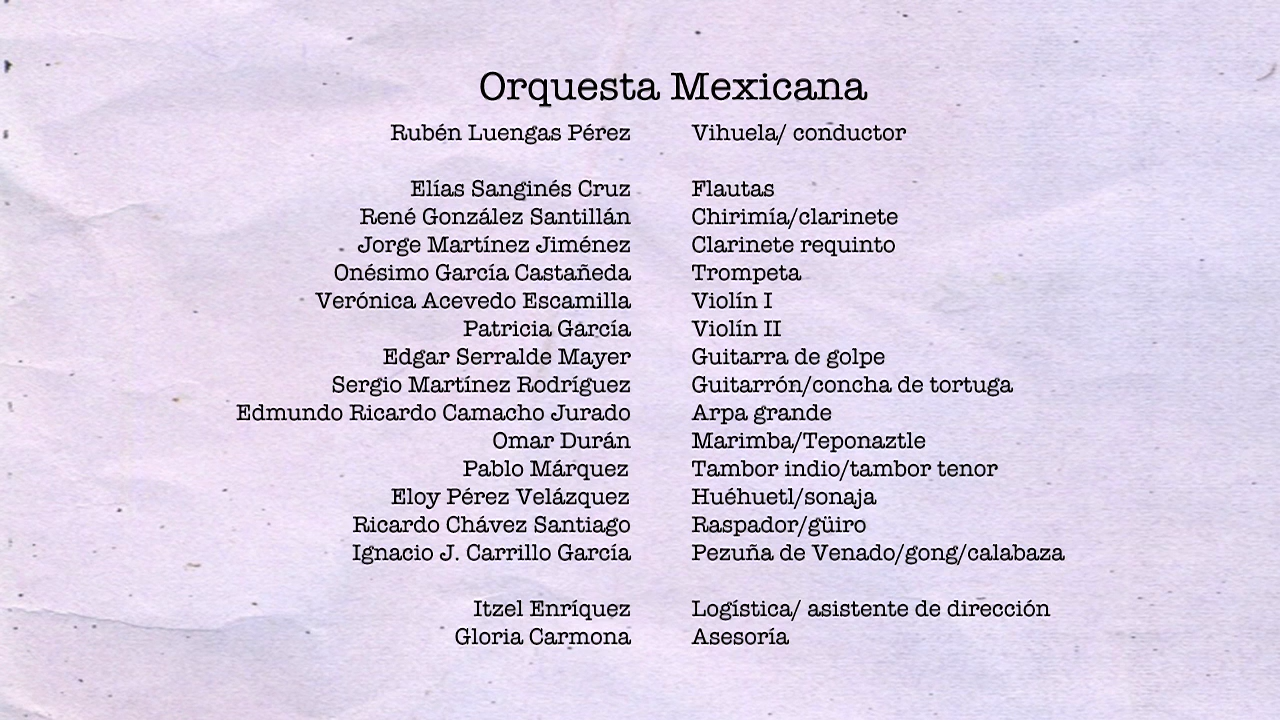 Orquesta Mexicana
Rubén Luengas Pérez Vihuela/ conductor
Elías Sanginés Cruz Flautas
René González Santillán Chirimía/clarinete
Jorge Martínez Jiménez Clarinete requinto
Onésimo García Castañeda Trompeta
Verónica Acevedo Escamilla Violín I
Patricia García Violín II
Edgar Serralde Mayer Guitarra de golpe
Sergio Martínez Rodríguez Guitarrón/concha de tortuga
Edmundo Ricardo Camacho Jurado Arpa grande
Omar Durán Marimba/Teponaztle
Pablo Márquez Tambor indio/tambor tenor
Eloy Pérez Velázquez Huéhuetl/sonaja
Ricardo Chávez Santiago Raspador/güiro
Ignacio J. Carrillo García Pezuña de Venado/gong/calabaza
Itzel Enríquez Logística/ asistente de dirección
Gloria Carmona Asesoría